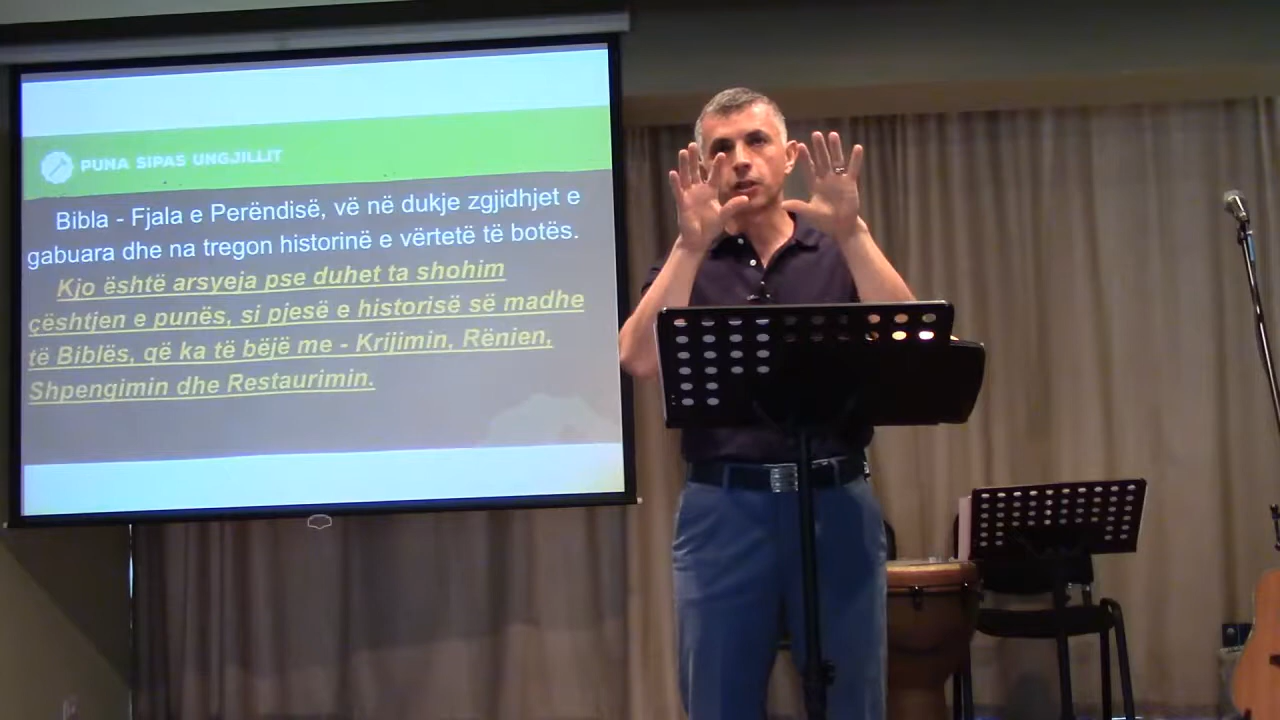 PUNA SIPAS UNGJILLIT
Bibla - Fjala e Perëndisë, vë në dukje zgjidhjet e
gabuara dhe na tregon historinë e vërtetë të botës.
Kjo është arsyeja pse duhet ta shohim
çështjen e punës, si pjesë e historisë së madhe
të Biblës, që ka të bëjë me - Krijimin, Rënien,
Shpengimin dhe Restaurimin.